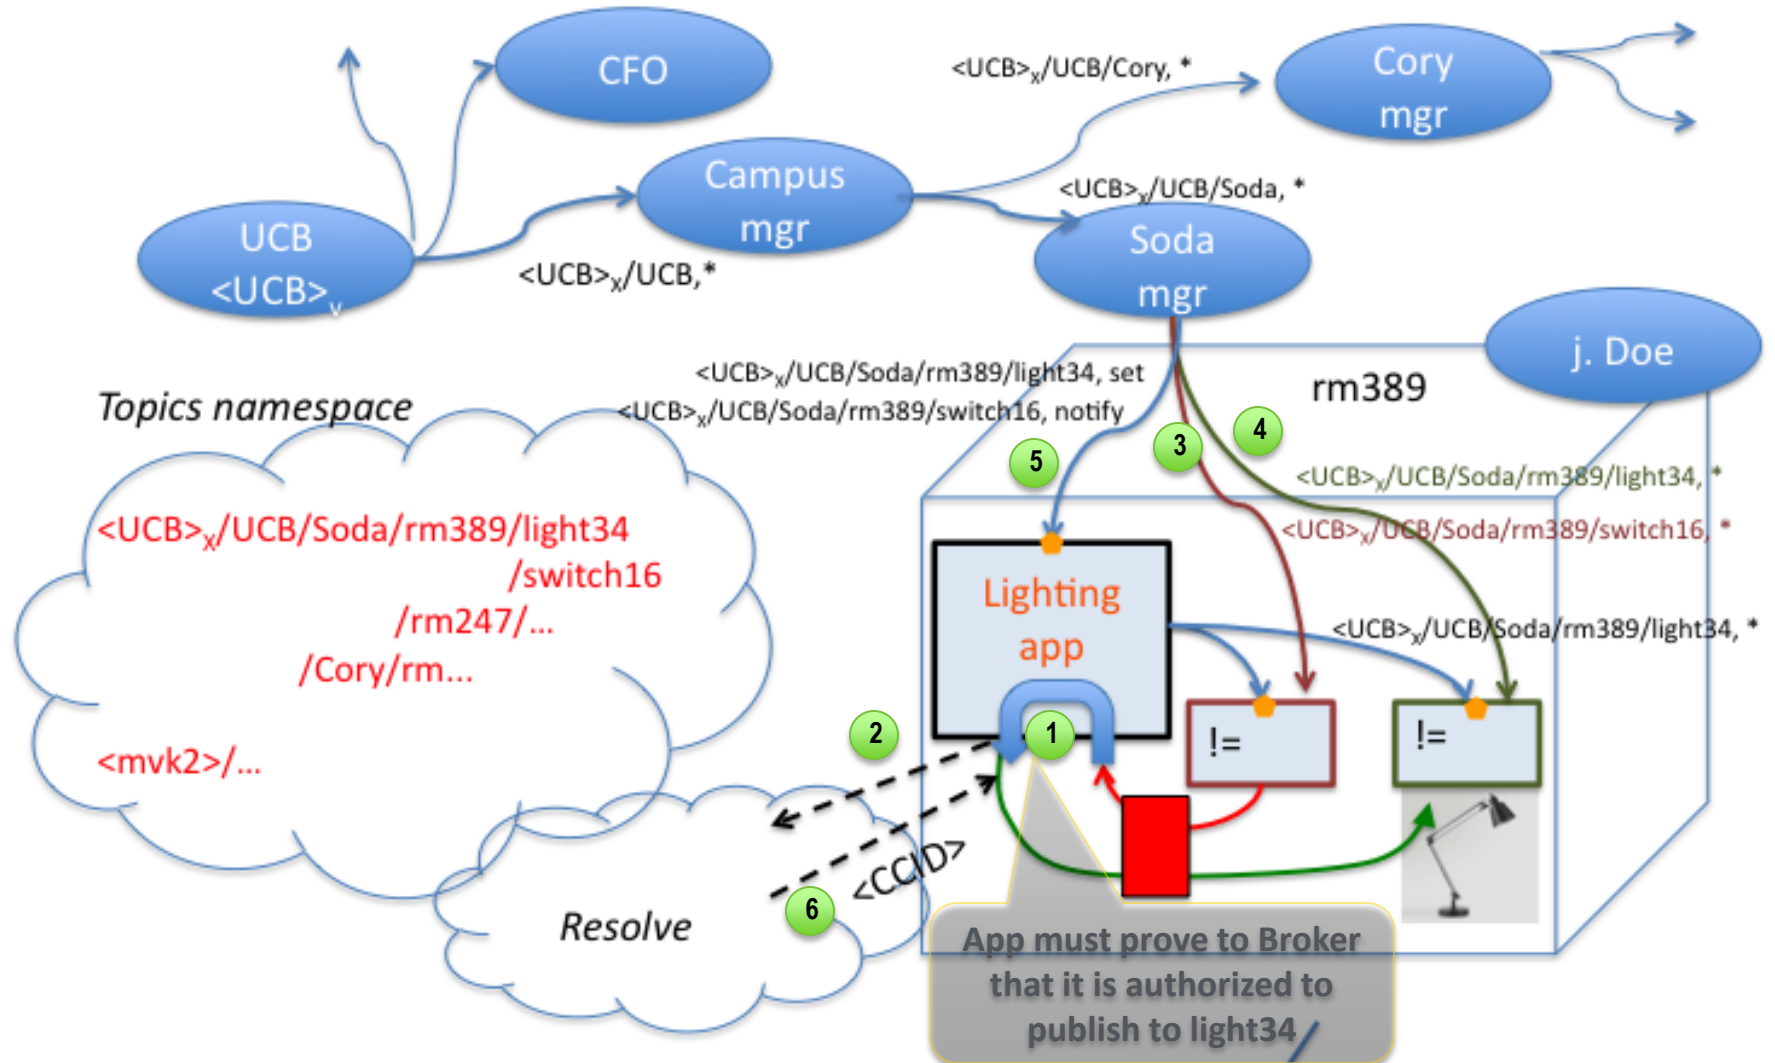 CFO
<UCB>x/UCB/Cory, *
Cory
mgr
Campus
mgr
<UCB>x/UCB/Soda, *
UCB
<UCB>v
<UCB>x/UCB,*
Soda
mgr
j. Doe
rm389
<UCB>x/UCB/Soda/rm389/light34, set
<UCB>x/UCB/Soda/rm389/switch16, notify
Topics namespace
3
4
5
<UCB>x/UCB/Soda/rm389/light34, *
<UCB>x/UCB/Soda/rm389/switch16, *
<UCB>x/UCB/Soda/rm389/light34
/switch16
/rm247/...
/Cory/rm...
<mvk2>/...
Lighting
app
<UCB>x/UCB/Soda/rm389/light34, *
2
1
!=
!=
<CCID>
6
Resolve
App must prove to Broker
that it is authorized to
publish to light34